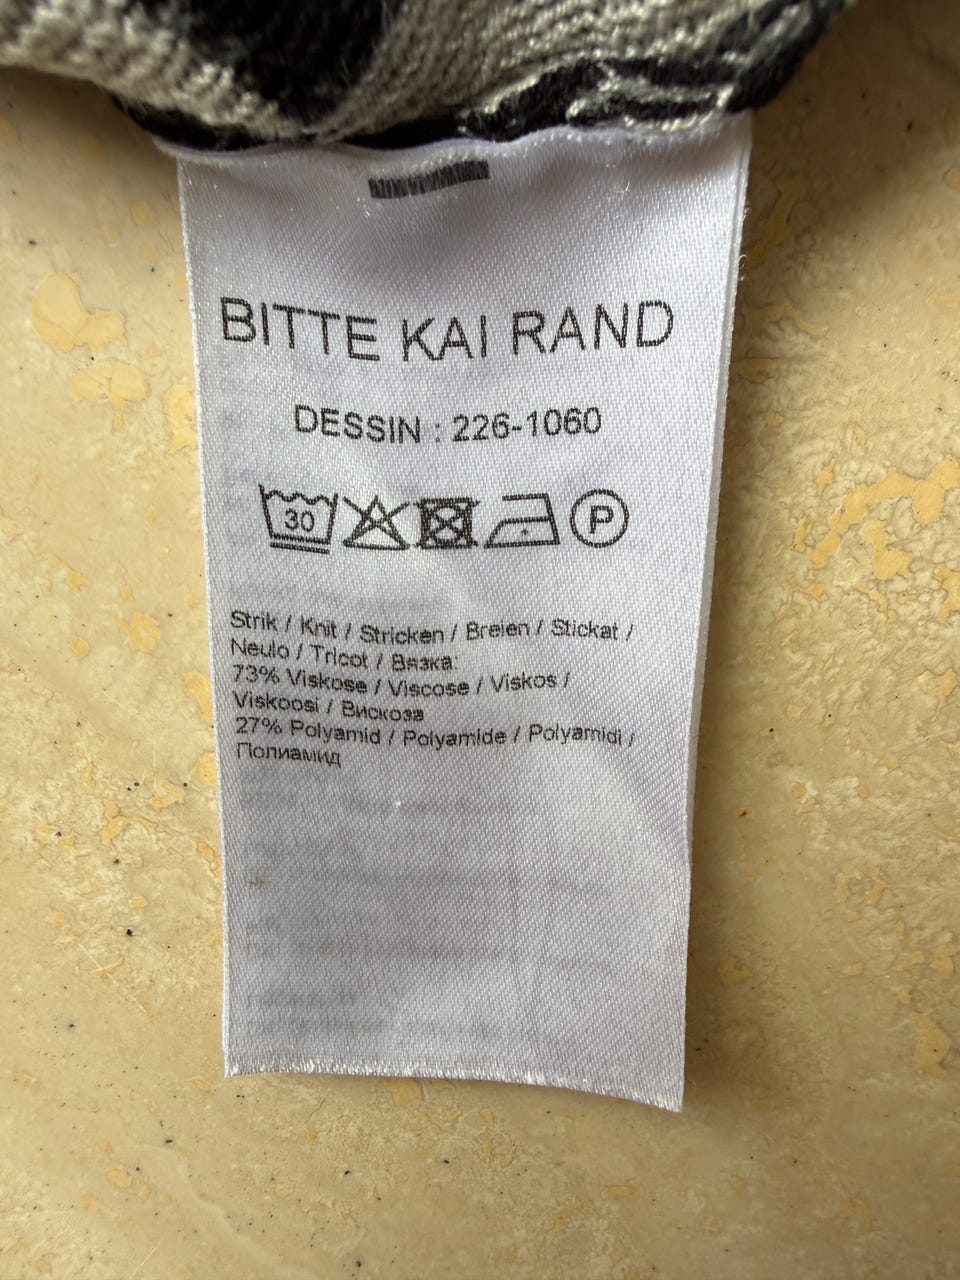 BITTE KAI RAND
DESSIN : 226-1060
30
P
Strik / Knit / Stricken / Breien / Stickat /
Neulo / Tricot / Вязка:
73% Viskose / Viscose / Viskos /
Viskoosi / Вискоза
27% Polyamid / Polyamide / Polyamidi /
Полиамид